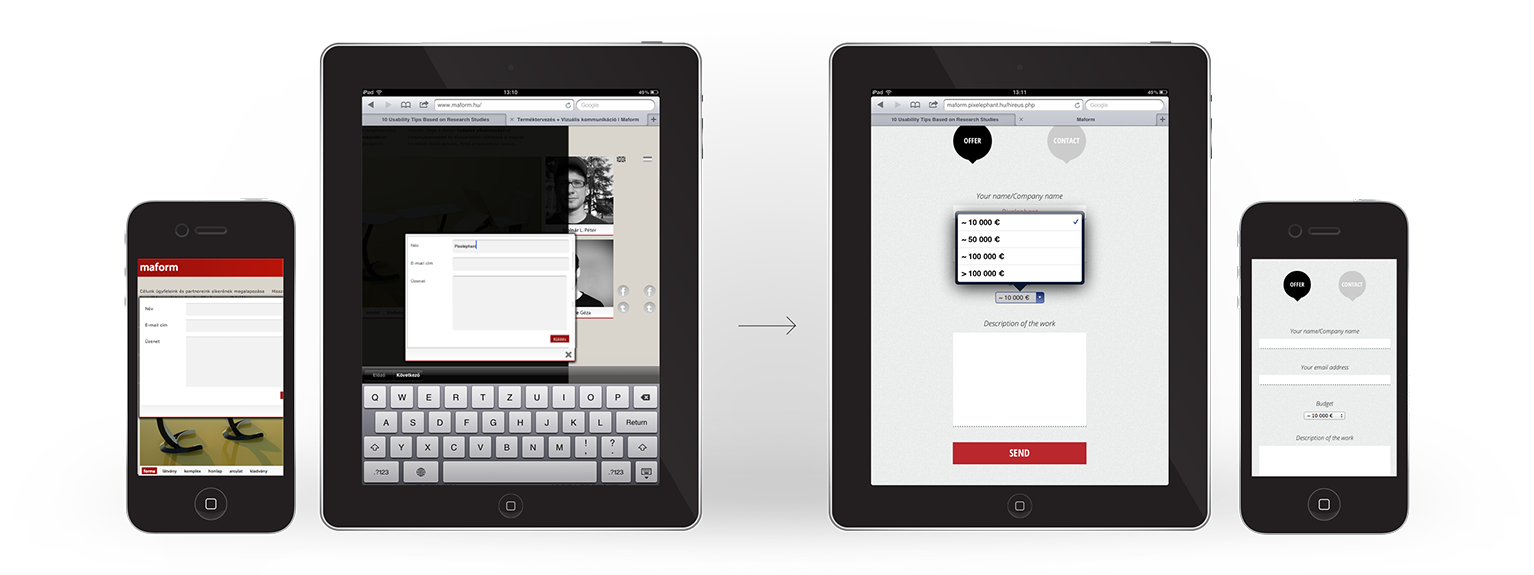 maform
Célunk ügyfeleink és partnereink sikerének megalapozása
Név
E-mail cím
Üzenet
forma látvány komplex honlap arculat kiadvány
iPad 13:10 49%
www.maform.hu/ Google
10 Usability Tips Based on Research Studies Terméktervezés + Vizuális kommunikáció | Maform
Név Pixelephant
E-mail cím
Üzenet
Küldés
ár L. Péter
e Géza
Előző Következő
Q W E R T Z U I O P
A S D F G H J K L Return
Y X C V B N M ! , ? .
.?123 .?123
iPad 13:11 49%
maform.pixelephant.hu/hireus.php Google
10 Usability Tips Based on Research Studies Maform
OFFER CONTACT
Your name/Company name
~ 10 000 €
~ 50 000 €
~ 100 000 €
> 100 000 €
~ 10 000 €
Description of the work
SEND
OFFER CONTACT
Your name/Company name
Your email address
Budget
~ 10 000 €
Description of the work